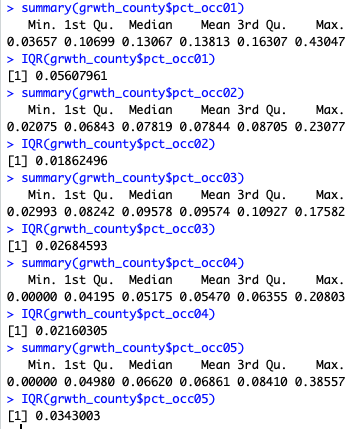 > summary(grwth_county$pct_occ01)
Min. 1st Qu. Median Mean 3rd Qu. Max.
0.03657 0.10699 0.13067 0.13813 0.16307 0.43047
> IQR(grwth_county$pct_occ01)
[1] 0.05607961
> summary(grwth_county$pct_occ02)
Min. 1st Qu. Median Mean 3rd Qu. Max.
0.02075 0.06843 0.07819 0.07844 0.08705 0.23077
> IQR(grwth_county$pct_occ02)
[1] 0.01862496
> summary(grwth_county$pct_occ03)
Min. 1st Qu. Median Mean 3rd Qu. Max.
0.02993 0.08242 0.09578 0.09574 0.10927 0.17582
> IQR(grwth_county$pct_occ03)
[1] 0.02684593
> summary(grwth_county$pct_occ04)
Min. 1st Qu. Median Mean 3rd Qu. Max.
0.00000 0.04195 0.05175 0.05470 0.06355 0.20803
> IQR(grwth_county$pct_occ04)
[1] 0.02160305
> summary(grwth_county$pct_occ05)
Min. 1st Qu. Median Mean 3rd Qu. Max.
0.00000 0.04980 0.06620 0.06861 0.08410 0.38557
> IQR(grwth_county$pct_occ05)
[1] 0.0343003